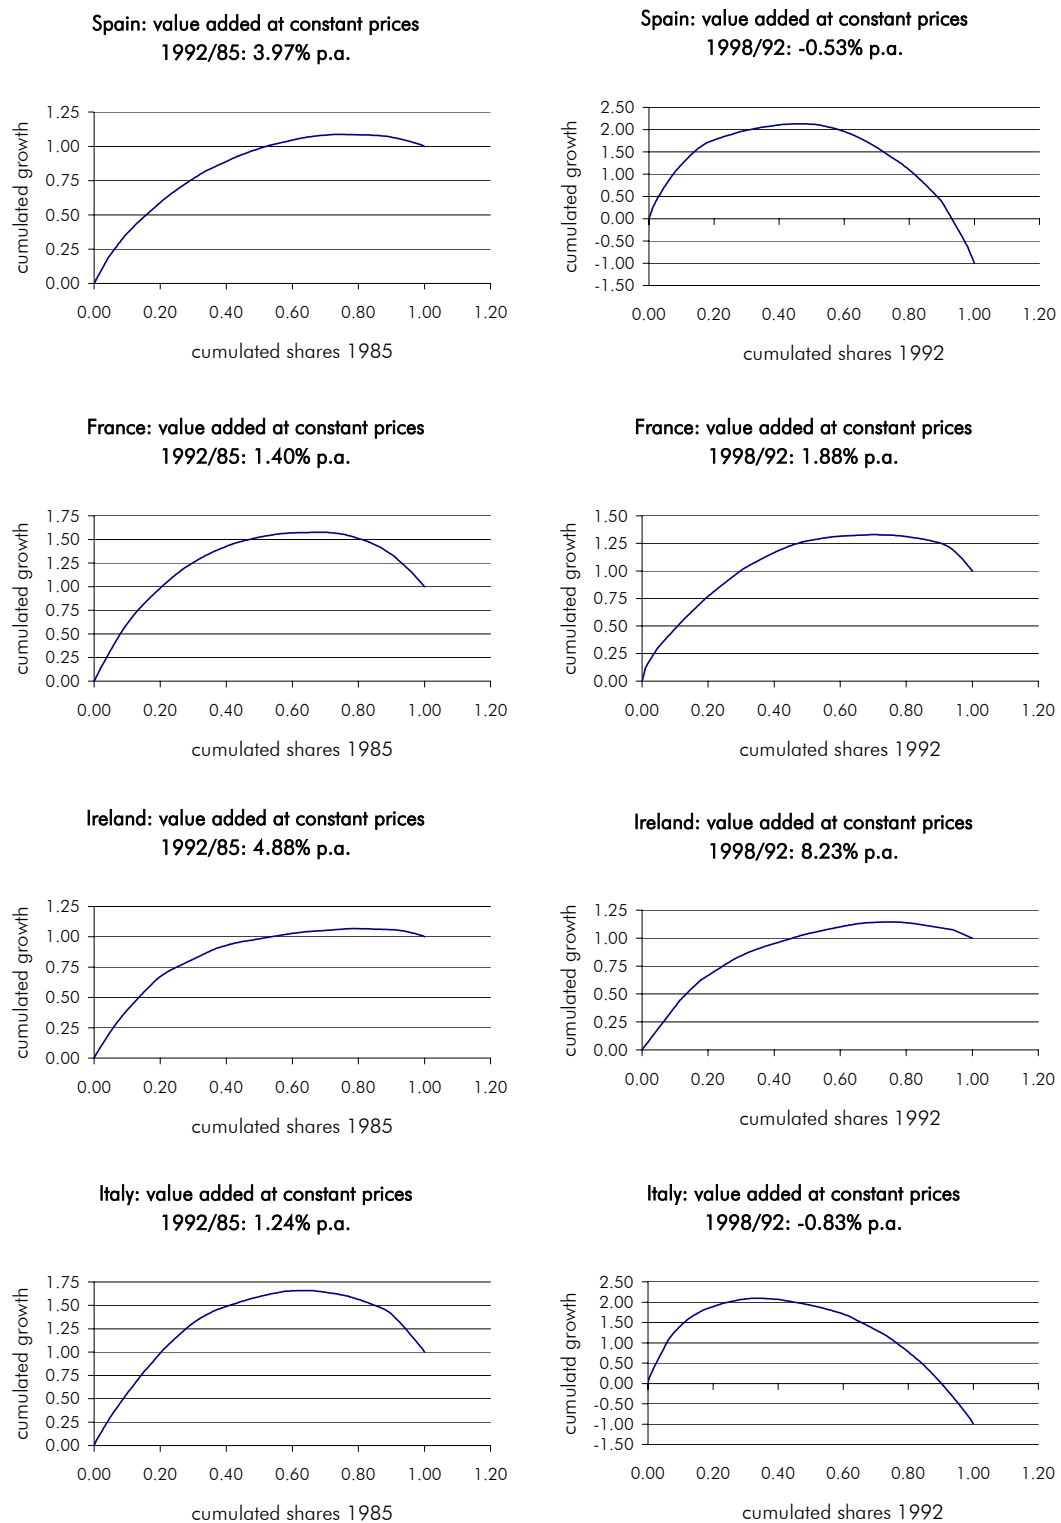 Spain: value added at constant prices
1992/85: 3.97% p.a.
cumulated growth
1.25
1.00
0.75
0.50
0.25
0.00
0.00 0.20 0.40 0.60 0.80 1.00 1.20
cumulated shares 1985
Spain: value added at constant prices
1998/92: -0.53% p.a.
cumulated growth
2.50
2.00
1.50
1.00
0.50
0.00
-0.50
-1.00
-1.50
0.00 0.20 0.40 0.60 0.80 1.00 1.20
cumulated shares 1992
France: value added at constant prices
1992/85: 1.40% p.a.
cumulated growth
1.75
1.50
1.25
1.00
0.75
0.50
0.25
0.00
0.00 0.20 0.40 0.60 0.80 1.00 1.20
cumulated shares 1985
France: value added at constant prices
1998/92: 1.88% p.a.
cumulated growth
1.50
1.25
1.00
0.75
0.50
0.25
0.00
0.00 0.20 0.40 0.60 0.80 1.00 1.20
cumulated shares 1992
Ireland: value added at constant prices
1992/85: 4.88% p.a.
cumulated growth
1.25
1.00
0.75
0.50
0.25
0.00
0.00 0.20 0.40 0.60 0.80 1.00 1.20
cumulated shares 1985
Ireland: value added at constant prices
1998/92: 8.23% p.a.
cumulated growth
1.25
1.00
0.75
0.50
0.25
0.00
0.00 0.20 0.40 0.60 0.80 1.00 1.20
cumulated shares 1992
Italy: value added at constant prices
1992/85: 1.24% p.a.
cumulated growth
1.75
1.50
1.25
1.00
0.75
0.50
0.25
0.00
0.00 0.20 0.40 0.60 0.80 1.00 1.20
cumulated shares 1985
Italy: value added at constant prices
1998/92: -0.83% p.a.
cumulatd growth
2.50
2.00
1.50
1.00
0.50
0.00
-0.50
-1.00
-1.50
0.00 0.20 0.40 0.60 0.80 1.00 1.20
cumulated shares 1992